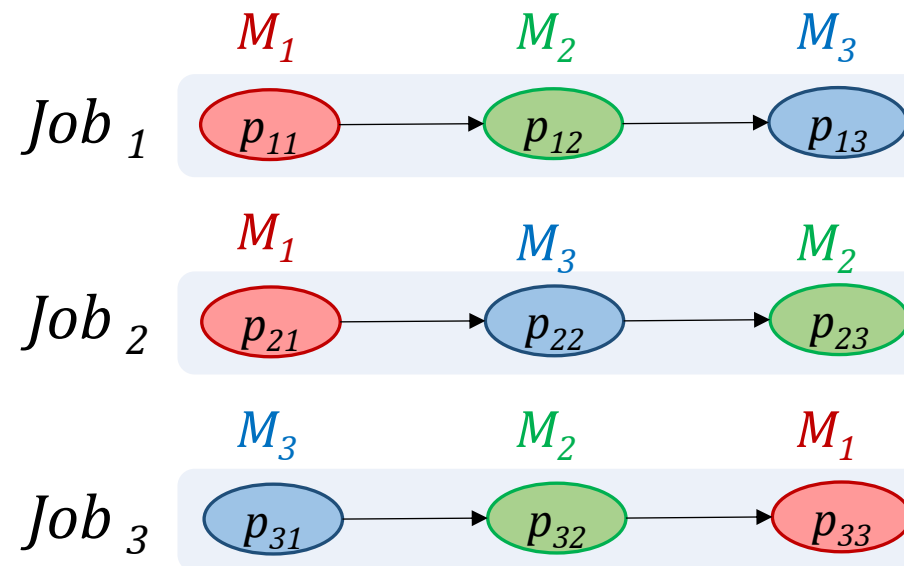 M₁ M₂ M₃
Job ₁ p₁₁ p₁₂ p₁₃
M₁ M₃ M₂
Job ₂ p₂₁ p₂₂ p₂₃
M₃ M₂ M₁
Job ₃ p₃₁ p₃₂ p₃₃